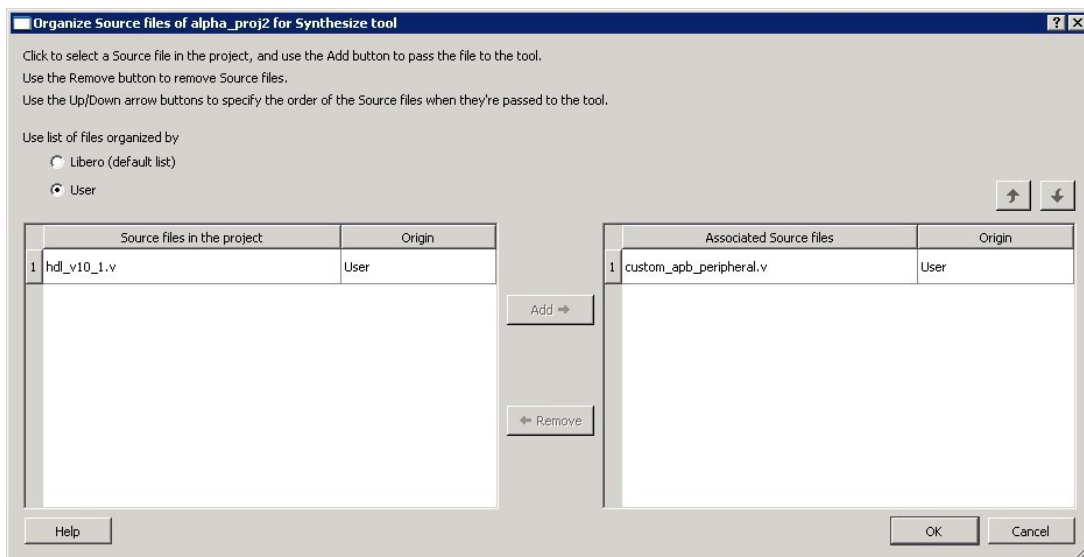 Organize Source files of alpha_proj2 for Synthesize tool
Click to select a Source file in the project, and use the Add button to pass the file to the tool.
Use the Remove button to remove Source files.
Use the Up/Down arrow buttons to specify the order of the Source files when they're passed to the tool.
Use list of files organized by
Libero (default list)
User
Source files in the project Origin
1 hdl_v10_1.v User
Add
Remove
Associated Source files Origin
1 custom_apb_peripheral.v User
Help
OK
Cancel